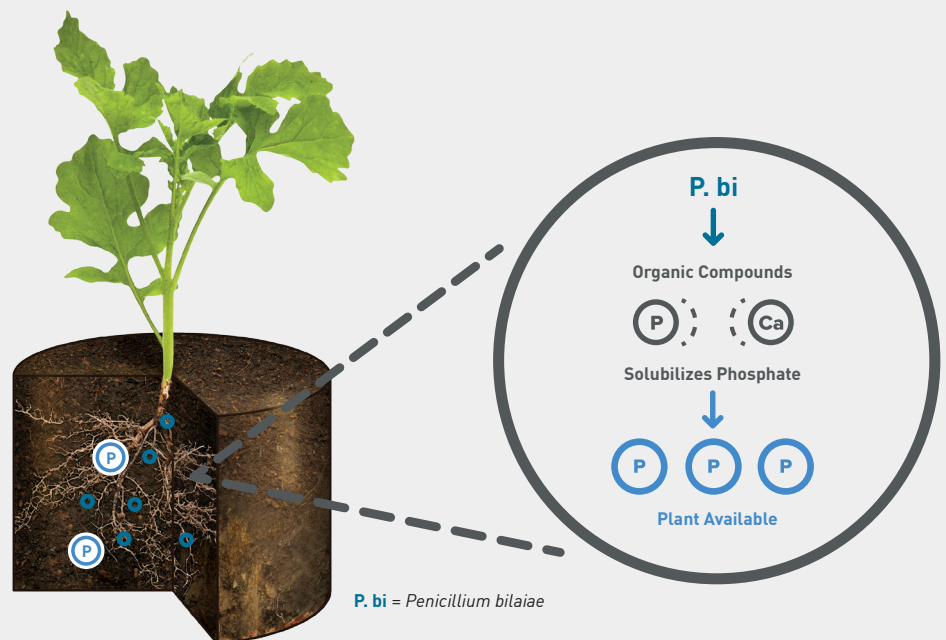 P. bi
Organic Compounds
P Ca
Solubilizes Phosphate
P P P
Plant Available
P
P
P. bi = Penicillium bilaiae